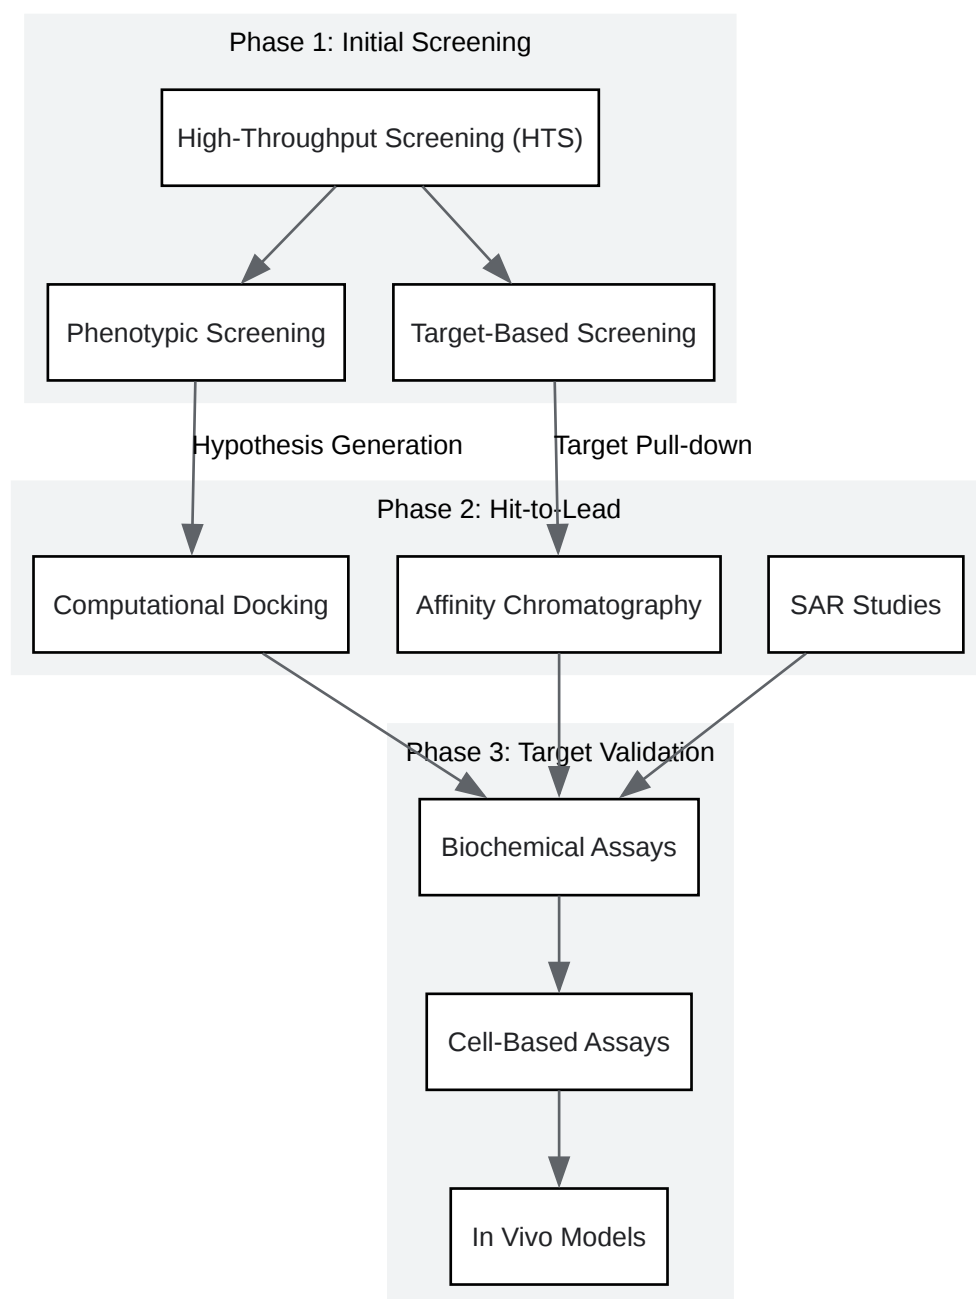 Phase 1: Initial Screening
High-Throughput Screening (HTS)
Phenotypic Screening
Target-Based Screening
Hypothesis Generation
Target Pull-down
Phase 2: Hit-to-Lead
Computational Docking
Affinity Chromatography
SAR Studies
Phase 3: Target Validation
Biochemical Assays
Cell-Based Assays
In Vivo Models